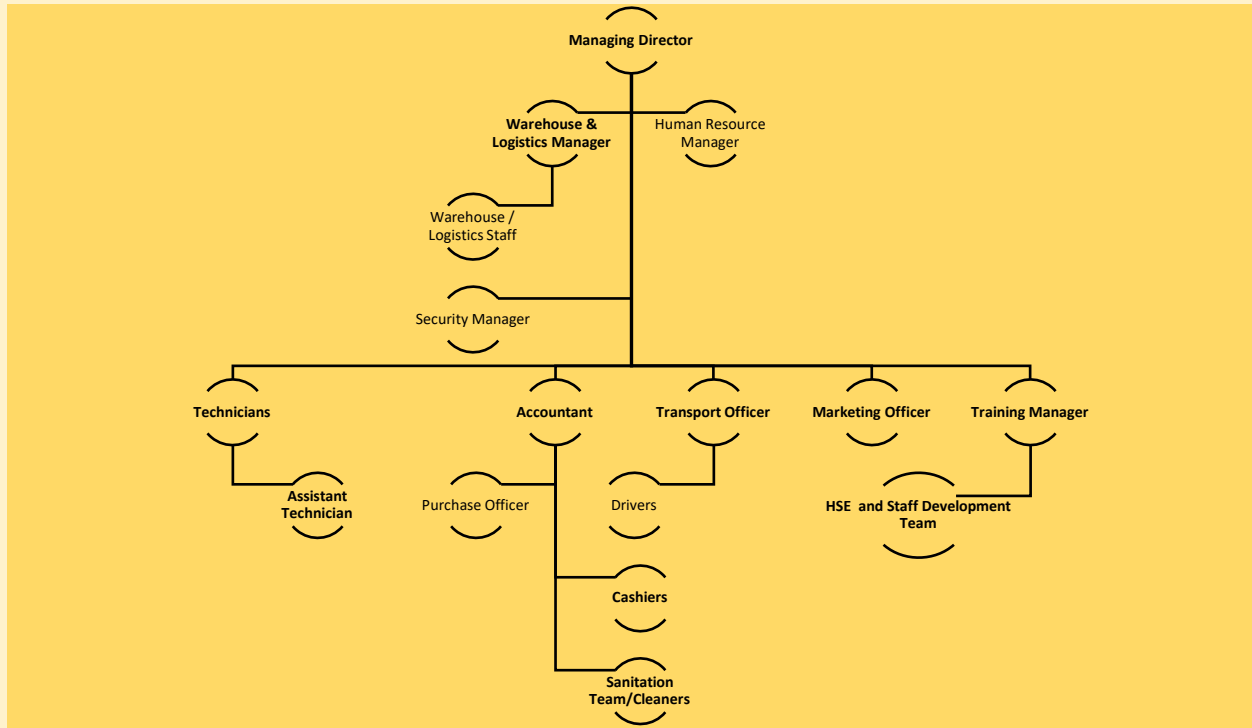 Managing Director
Warehouse &
Logistics Manager
Human Resource
Manager
Warehouse /
Logistics Staff
Security Manager
Technicians
Accountant
Transport Officer
Marketing Officer
Training Manager
Assistant
Technician
Purchase Officer
Drivers
HSE and Staff Development
Team
Cashiers
Sanitation
Team/Cleaners